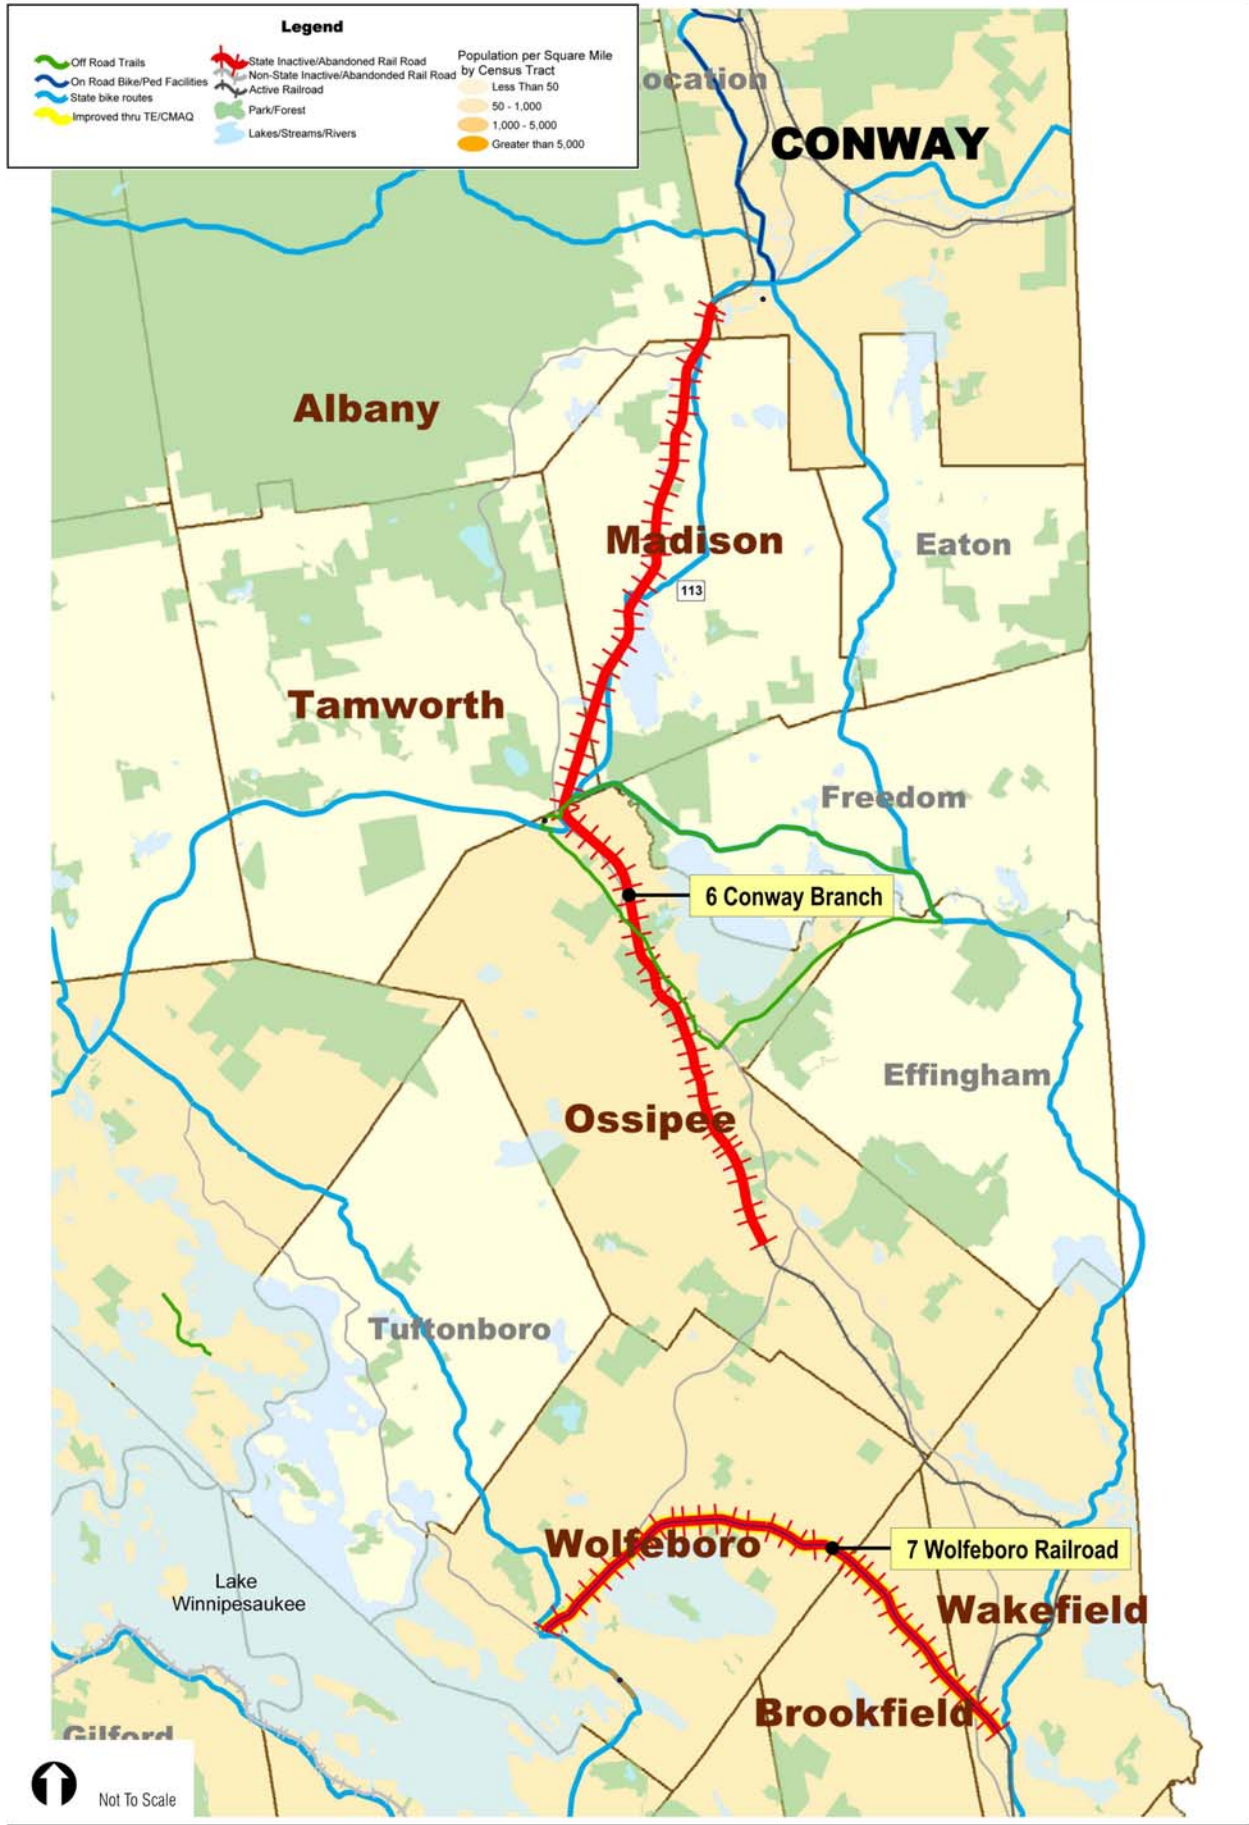 Legend
Off Road Trails
On Road Bike/Ped Facilities
State bike routes
Improved thru TE/CMAQ
State Inactive/Abandoned Rail Road
Non-State Inactive/Abandonded Rail Road
Active Railroad
Park/Forest
Lakes/Streams/Rivers
Population per Square Mile
by Census Tract
Less Than 50
50 - 1,000
1,000 - 5,000
Greater than 5,000
ocation
CONWAY
Albany
Madison
Eaton
113
Tamworth
Freedom
6 Conway Branch
Effingham
Ossipee
Tuftonboro
Wolfeboro
7 Wolfeboro Railroad
Lake
Winnipesaukee
Wakefield
Brookfield
Gilford
Not To Scale